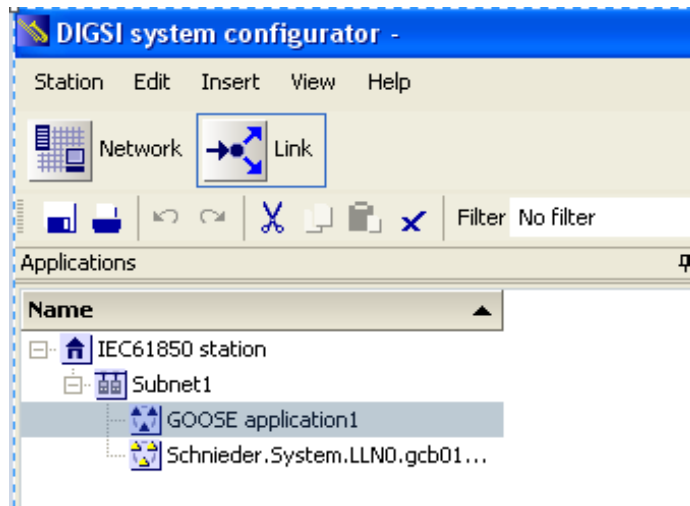 DIGSI system configurator -
Station Edit Insert View Help
Network Link
Filter No filter
Applications
Name
IEC61850 station
Subnet1
GOOSE application1
Schnieder.System.LLN0.gcb01...